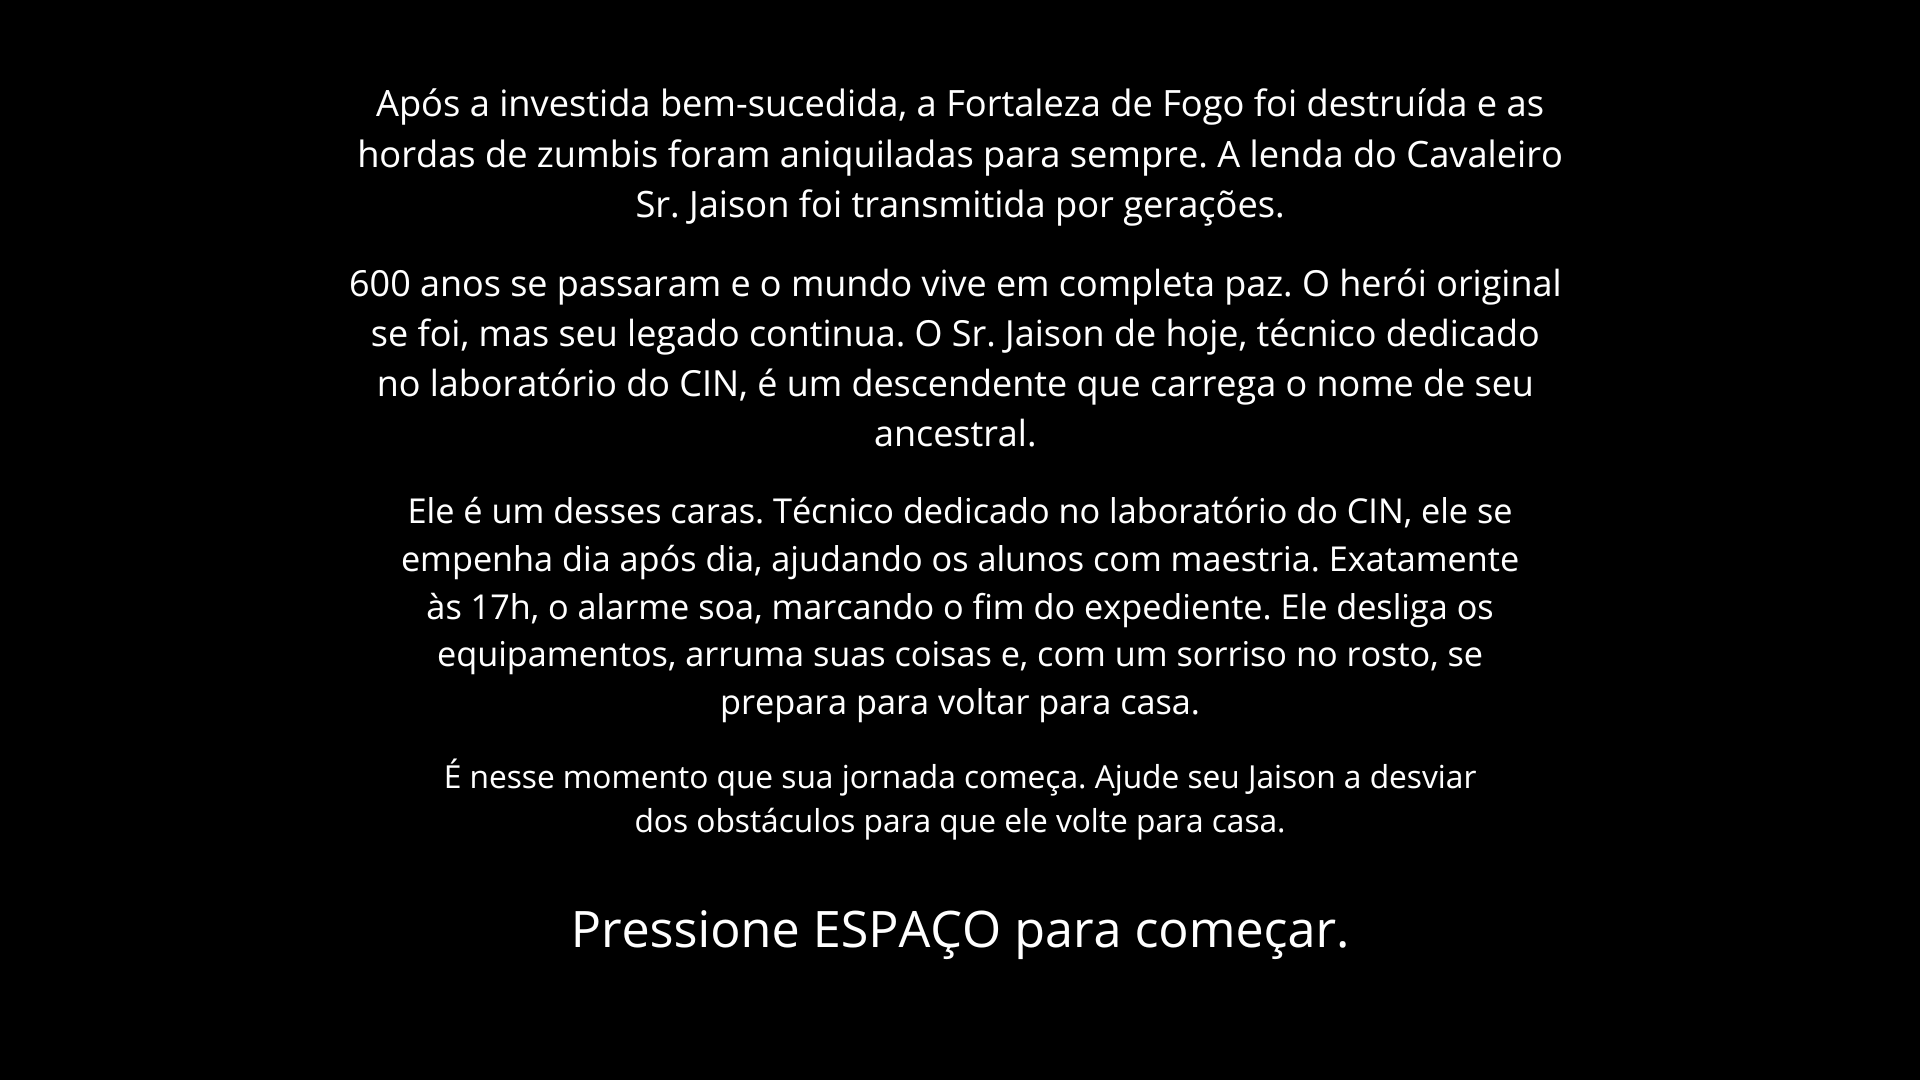 Após a investida bem-sucedida, a Fortaleza de Fogo foi destruída e as
hordas de zumbis foram aniquiladas para sempre. A lenda do Cavaleiro
Sr. Jaison foi transmitida por gerações.
600 anos se passaram e o mundo vive em completa paz. O herói original
se foi, mas seu legado continua. O Sr. Jaison de hoje, técnico dedicado
no laboratório do CIN, é um descendente que carrega o nome de seu
ancestral.
Ele é um desses caras. Técnico dedicado no laboratório do CIN, ele se
empenha dia após dia, ajudando os alunos com maestria. Exatamente
às 17h, o alarme soa, marcando o fim do expediente. Ele desliga os
equipamentos, arruma suas coisas e, com um sorriso no rosto, se
prepara para voltar para casa.
É nesse momento que sua jornada começa. Ajude seu Jaison a desviar
dos obstáculos para que ele volte para casa.
Pressione ESPAÇO para começar.